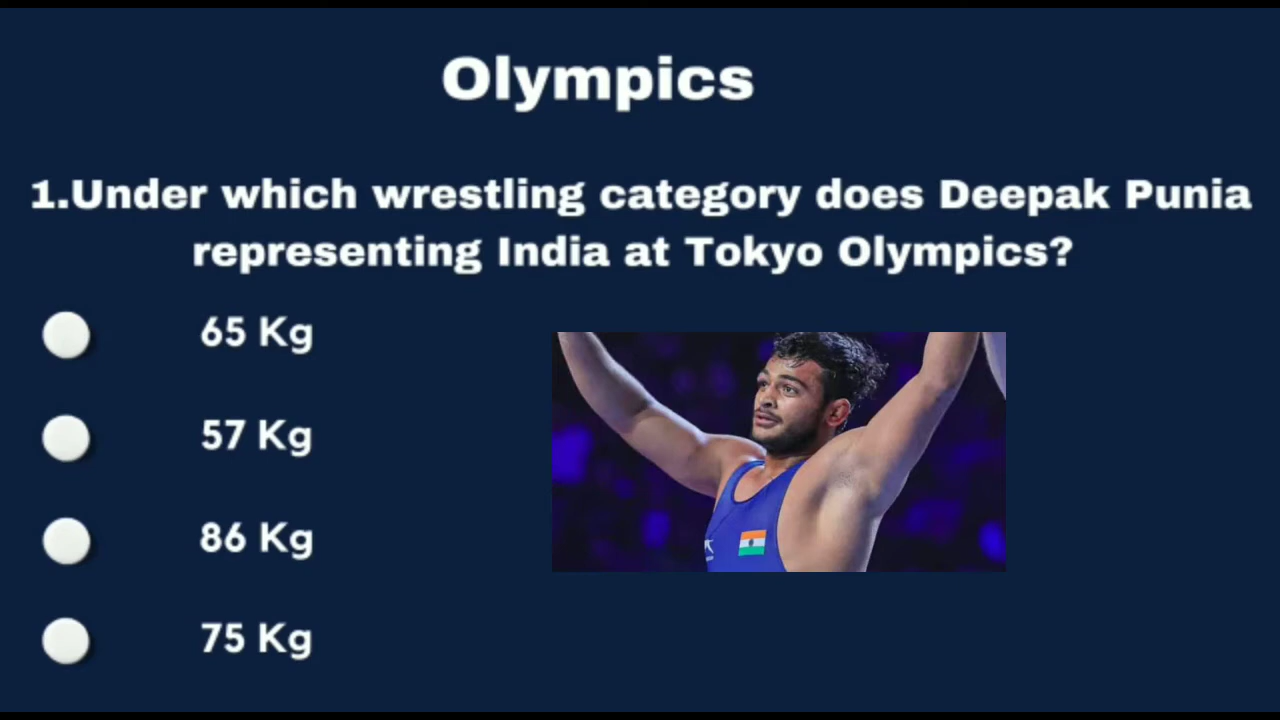 Olympics
1.Under which wrestling category does Deepak Punia
representing India at Tokyo Olympics?
65 Kg
57 Kg
86 Kg
75 Kg